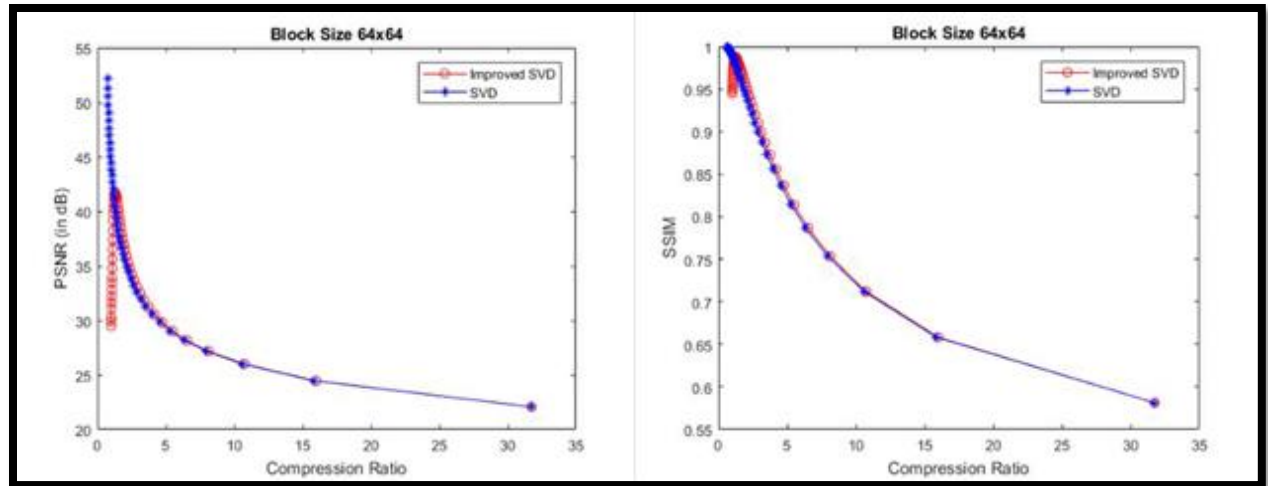 Block Size 64x64
Improved SVD
SVD
55
50
45
40
35
30
25
20
PSNR (in dB)
0 5 10 15 20 25 30 35
Compression Ratio
Block Size 64x64
Improved SVD
SVD
1
0.95
0.9
0.85
0.8
0.75
0.7
0.65
0.6
0.55
SSIM
0 5 10 15 20 25 30 35
Compression Ratio